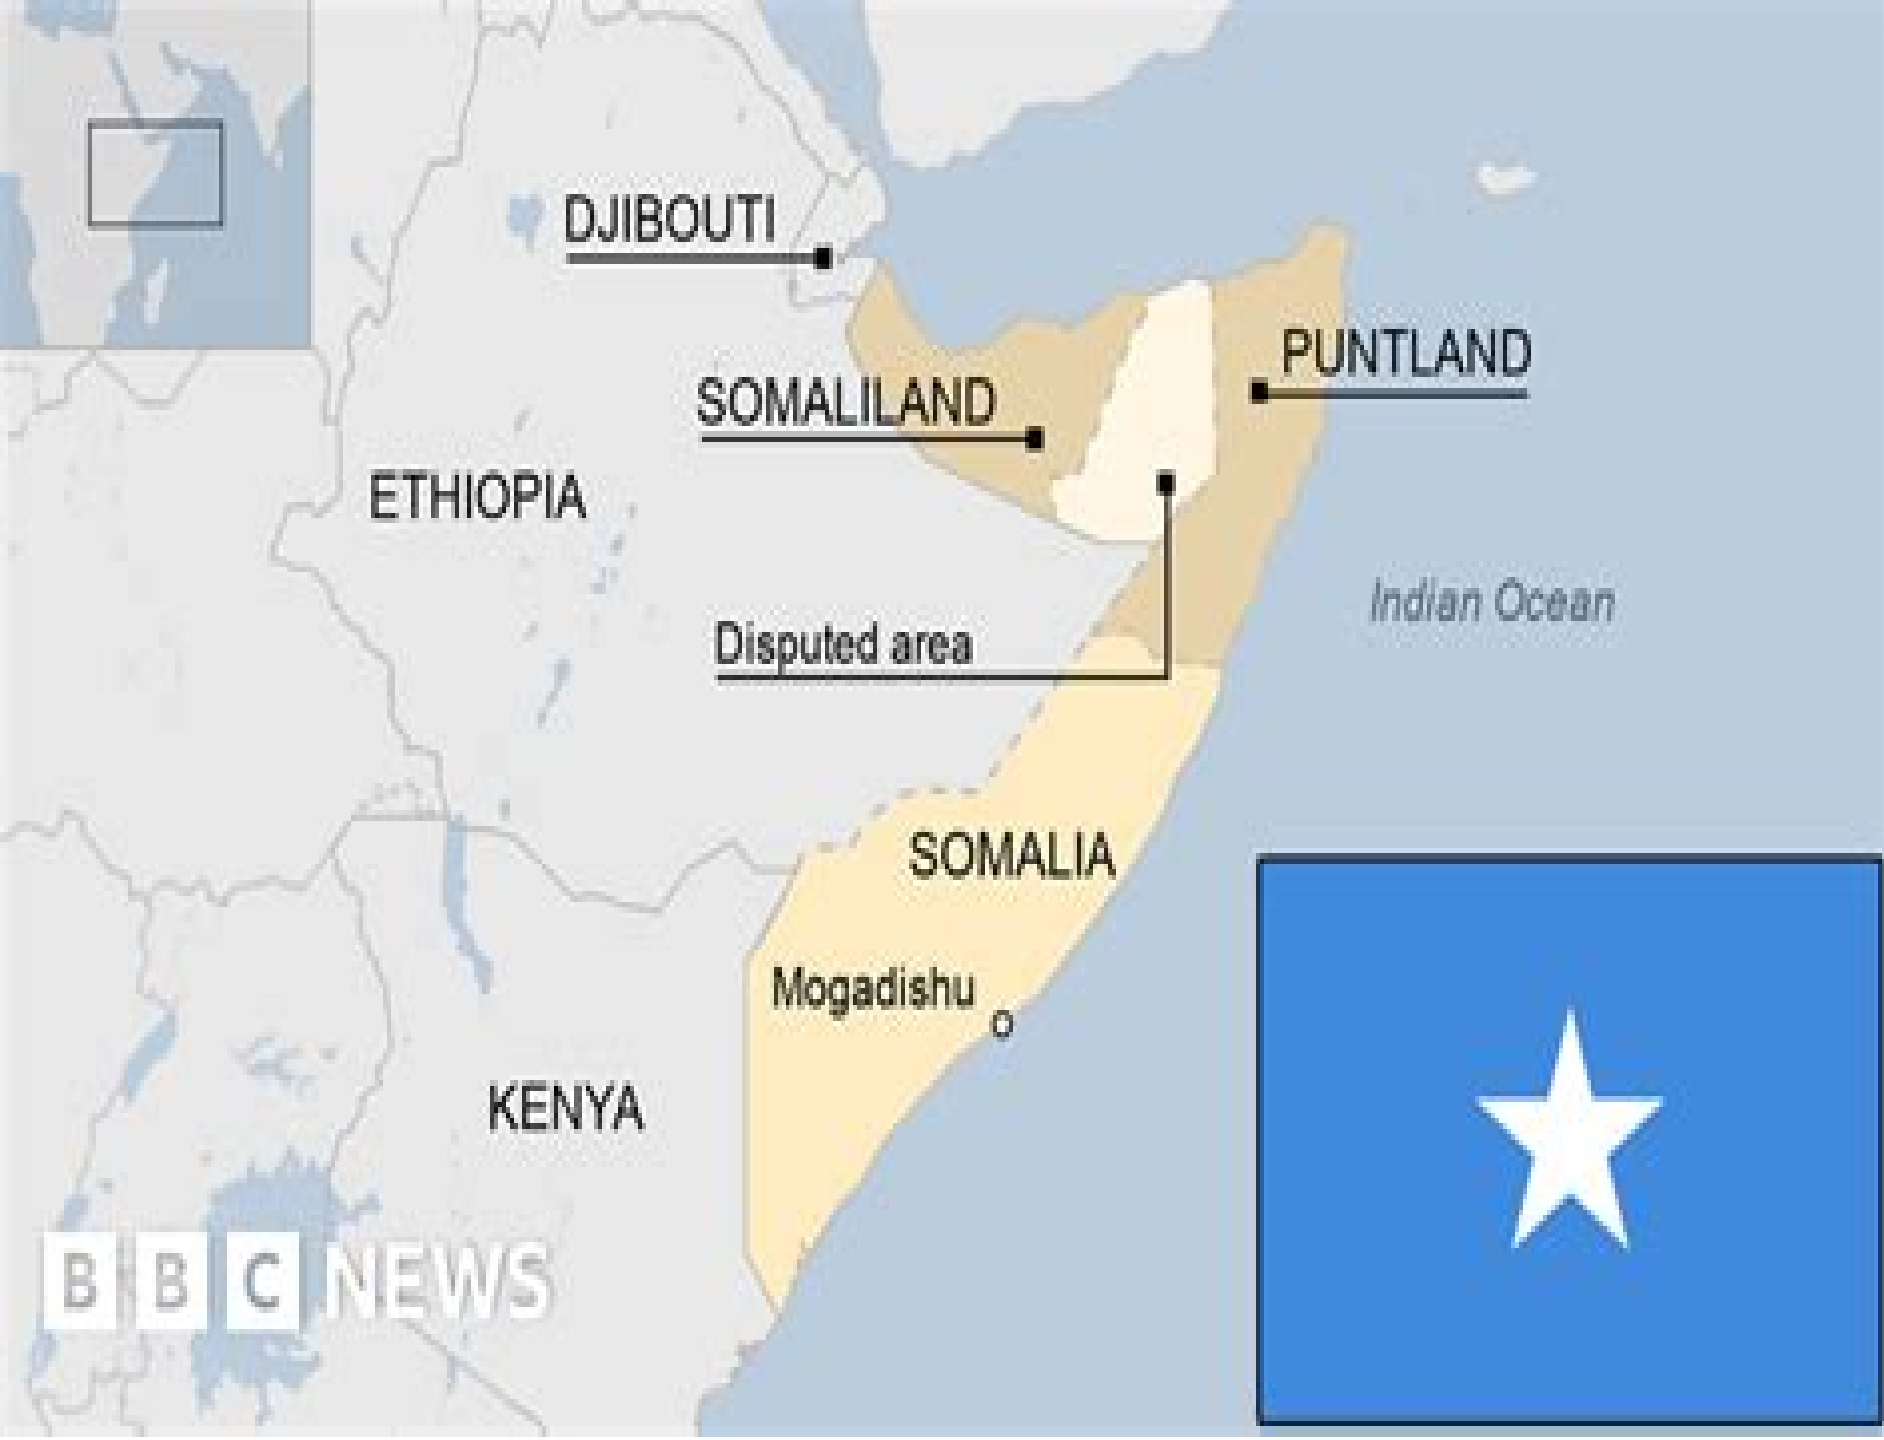 DJIBOUTI
PUNTLAND
SOMALILAND
ETHIOPIA
Indian Ocean
Disputed area
SOMALIA
Mogadishu
KENYA
BBC NEWS